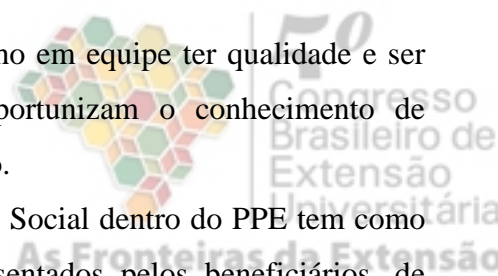 no em equipe ter qualidade e ser
portunizam o conhecimento de
o.
Social dentro do PPE tem como
sentados pelos beneficiários, de
5º
Congresso
Brasileiro de
Extensão
Universitária
As Fronteiras da Extensão